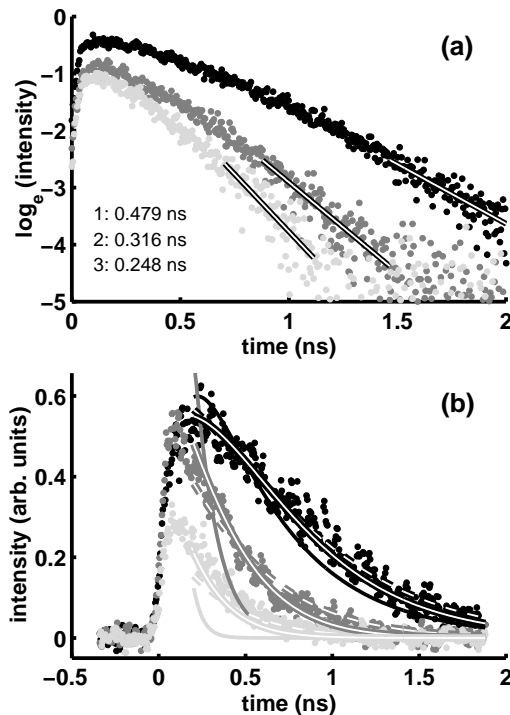 (a)
0
−1
−2
−3
−4
−5
log_e (intensity)
1: 0.479 ns
2: 0.316 ns
3: 0.248 ns
0 0.5 1 1.5 2
time (ns)
(b)
0.6
0.4
0.2
0
intensity (arb. units)
−0.5 0 0.5 1 1.5 2
time (ns)